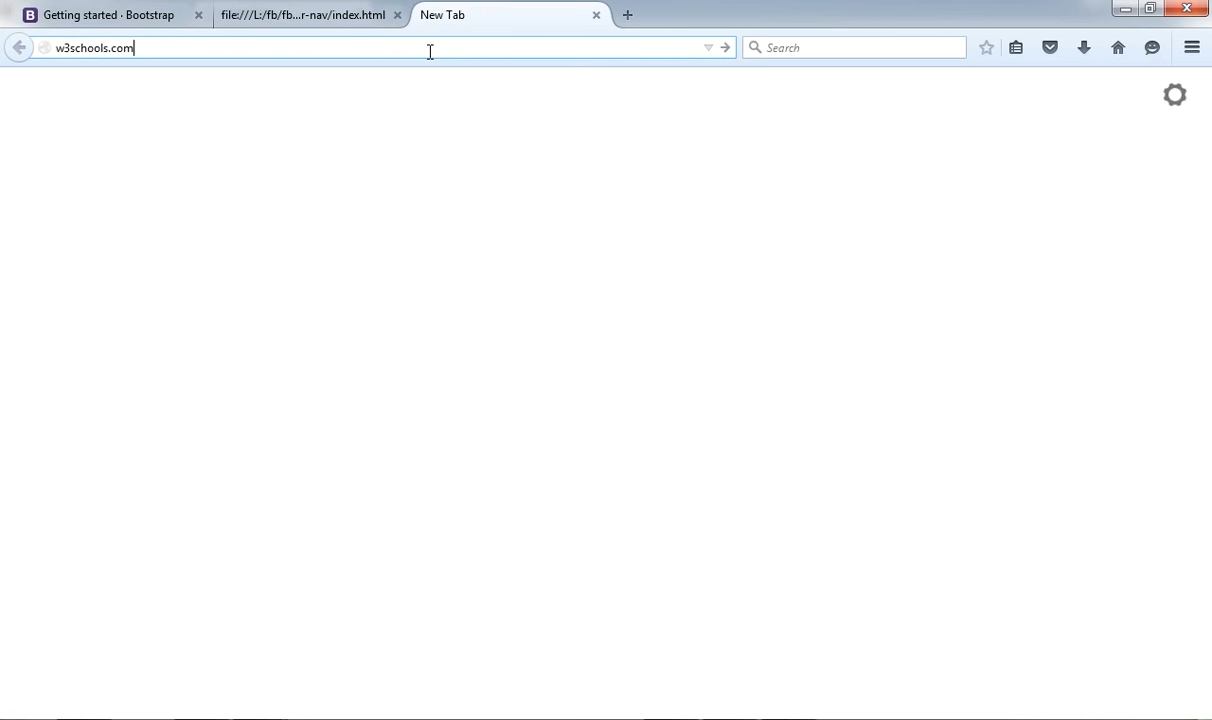 B Getting started · Bootstrap
file:///L:/fb/fb...r-nav/index.html
New Tab
w3schools.com
Search